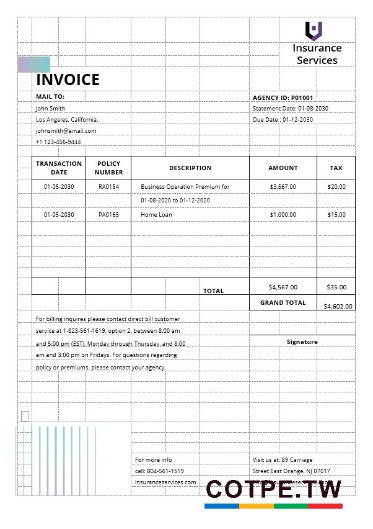 Insurance
Services
INVOICE
MAIL TO:
John Smith
Los Angeles, California,
johnsmith@email.com
+1 123-456-9444
AGENCY ID: P01001
Statement Date: 01-08-2030
Due Date : 01-12-2030
TRANSACTION DATE POLICY NUMBER DESCRIPTION AMOUNT TAX
01-05-2030 RA0184 Business Operation Premium for $3,567.00 $20.00
01-08-2020 to 01-12-2020
01-05-2030 PA0165 Home Loan $1,000.00 $15.00
TOTAL $4,567.00 $35.00
GRAND TOTAL $4,602.00
For billing inquires please contact direct bill customer
service at 1-823-561-1619, option 2, between 8:00 am
and 5:00 pm (EST), Monday through Thursday, and 8:00
am and 3:00 pm on Fridays. For questions regarding
policy or premiums, please contact your agency.
Signature
For more info
call: 804-561-1519
insuranceservices.com
Visit us at: 89 Carriage
Street East Orange, NJ 07017
COTPE.TW